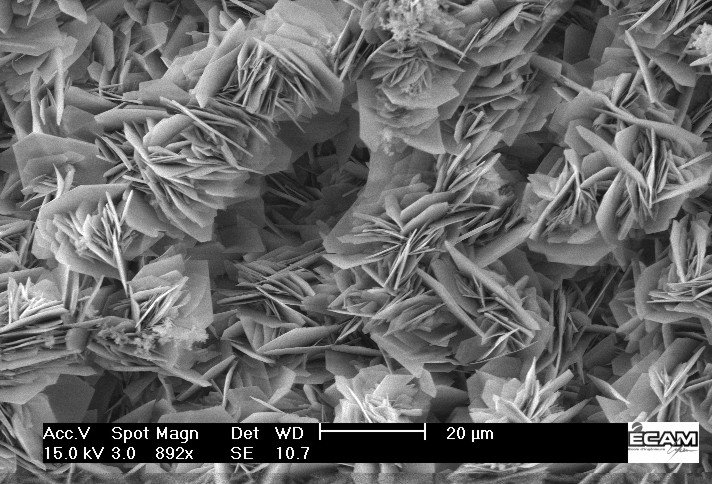 Acc.V Spot Magn Det WD 20 µm
15.0 kV 3.0 892x SE 10.7
ECAM